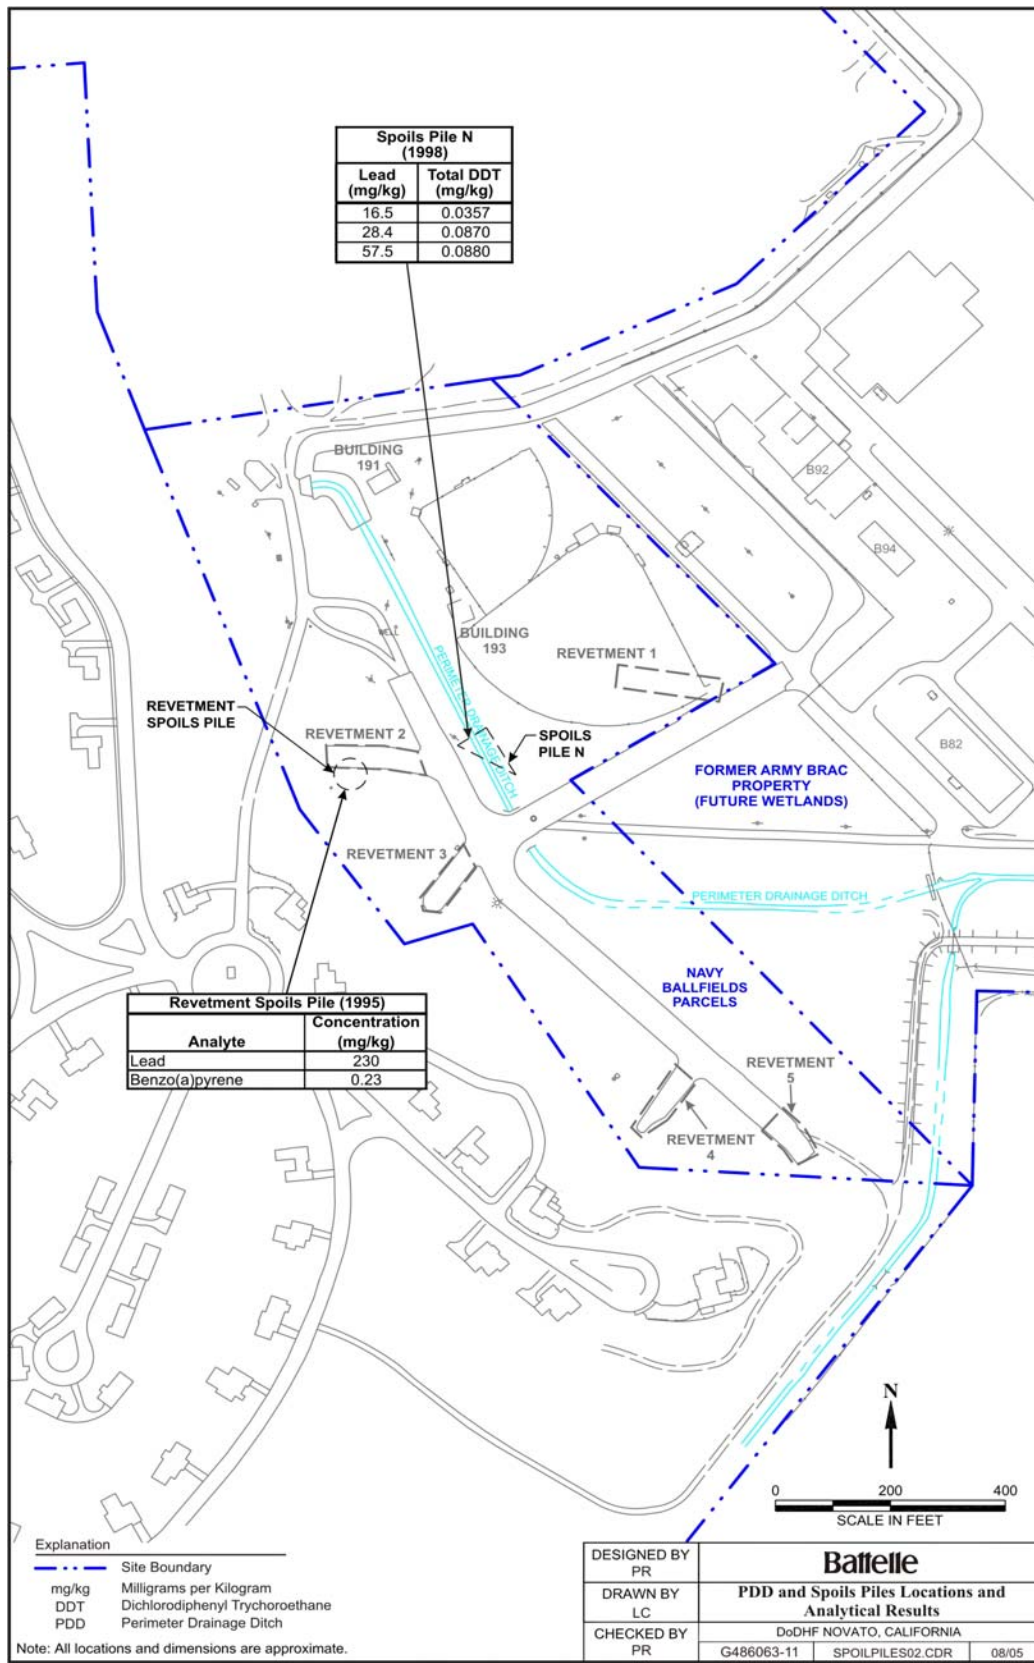 Spoils Pile N
(1998)
Lead
(mg/kg)
Total DDT
(mg/kg)
16.5 0.0357
28.4 0.0870
57.5 0.0880
BUILDING
191
B92
B94
BUILDING
193
REVETMENT 1
PERIMETER DRAINAGE DITCH
REVETMENT
SPOILS PILE
REVETMENT 2
SPOILS
PILE N
B82
FORMER ARMY BRAC
PROPERTY
(FUTURE WETLANDS)
REVETMENT 3
PERIMETER DRAINAGE DITCH
NAVY
BALLFIELDS
PARCELS
Revetment Spoils Pile (1995)
Analyte
Concentration
(mg/kg)
Lead 230
Benzo(a)pyrene 0.23
REVETMENT
5
REVETMENT
4
N
0 200 400
SCALE IN FEET
Explanation
Site Boundary
mg/kg Milligrams per Kilogram
DDT Dichlorodiphenyl Trychoroethane
PDD Perimeter Drainage Ditch
Note: All locations and dimensions are approximate.
DESIGNED BY
PR
DRAWN BY
LC
CHECKED BY
PR
Battelle
PDD and Spoils Piles Locations and
Analytical Results
DoDHF NOVATO, CALIFORNIA
G486063-11 SPOILPILES02.CDR 08/05